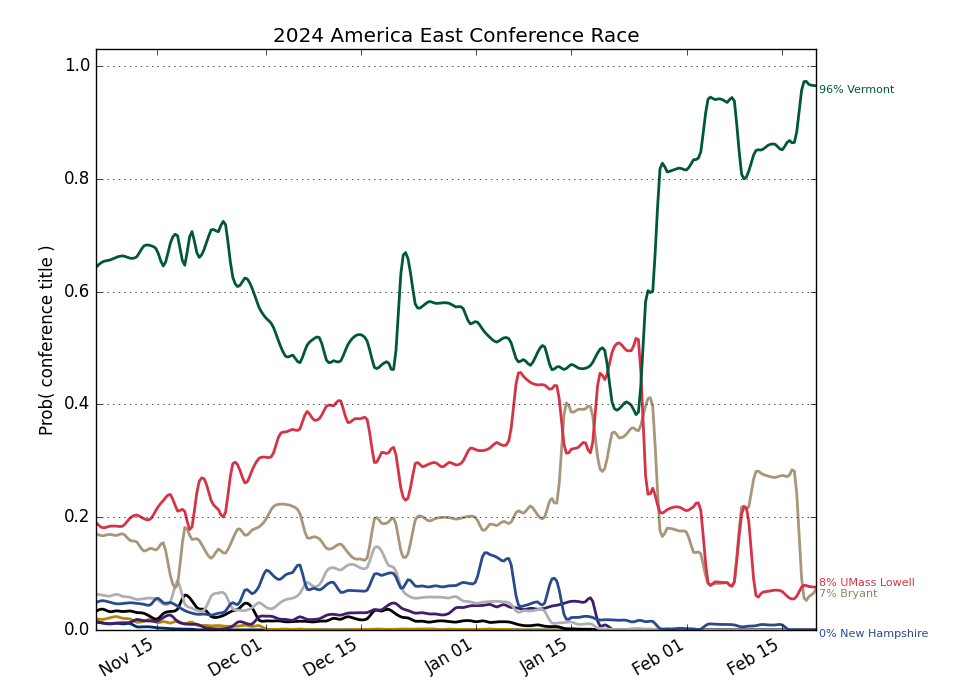 2024 America East Conference Race
1.0
0.8
0.6
0.4
0.2
0.0
Prob( conference title )
96% Vermont
8% UMass Lowell
7% Bryant
0% New Hampshire
Nov 15
Dec 01
Dec 15
Jan 01
Jan 15
Feb 01
Feb 15